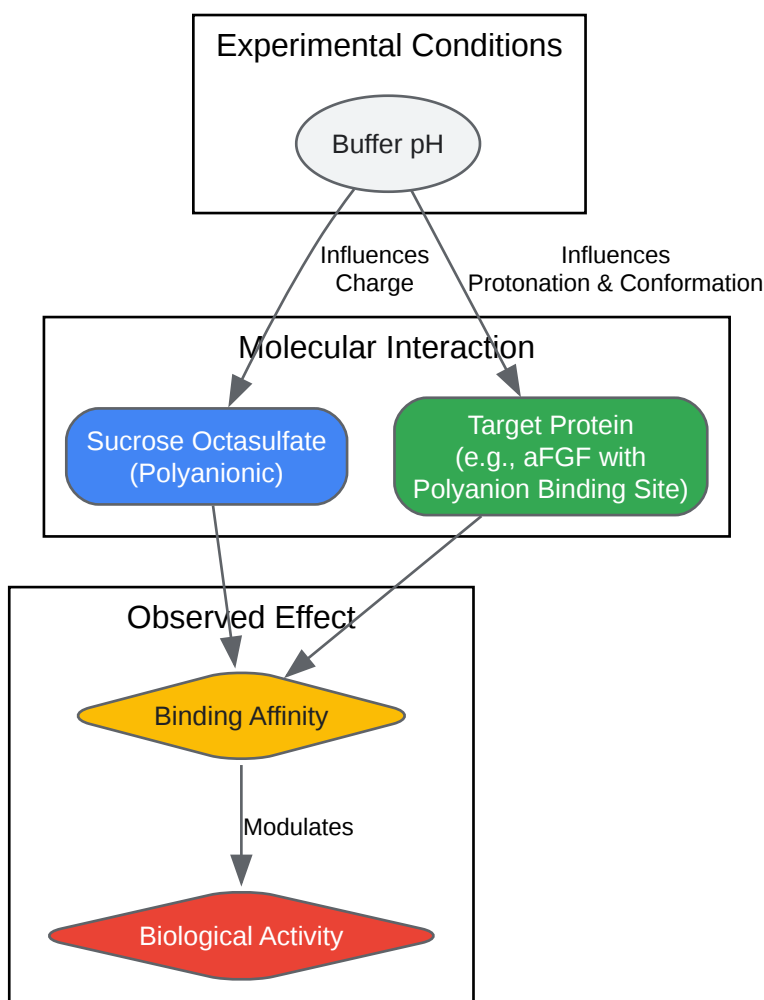 Experimental Conditions
Buffer pH
Influences
Charge
Influences
Protonation & Conformation
Molecular Interaction
Sucrose Octasulfate
(Polyanionic)
Target Protein
(e.g., aFGF with
Polyanion Binding Site)
Observed Effect
Binding Affinity
Modulates
Biological Activity